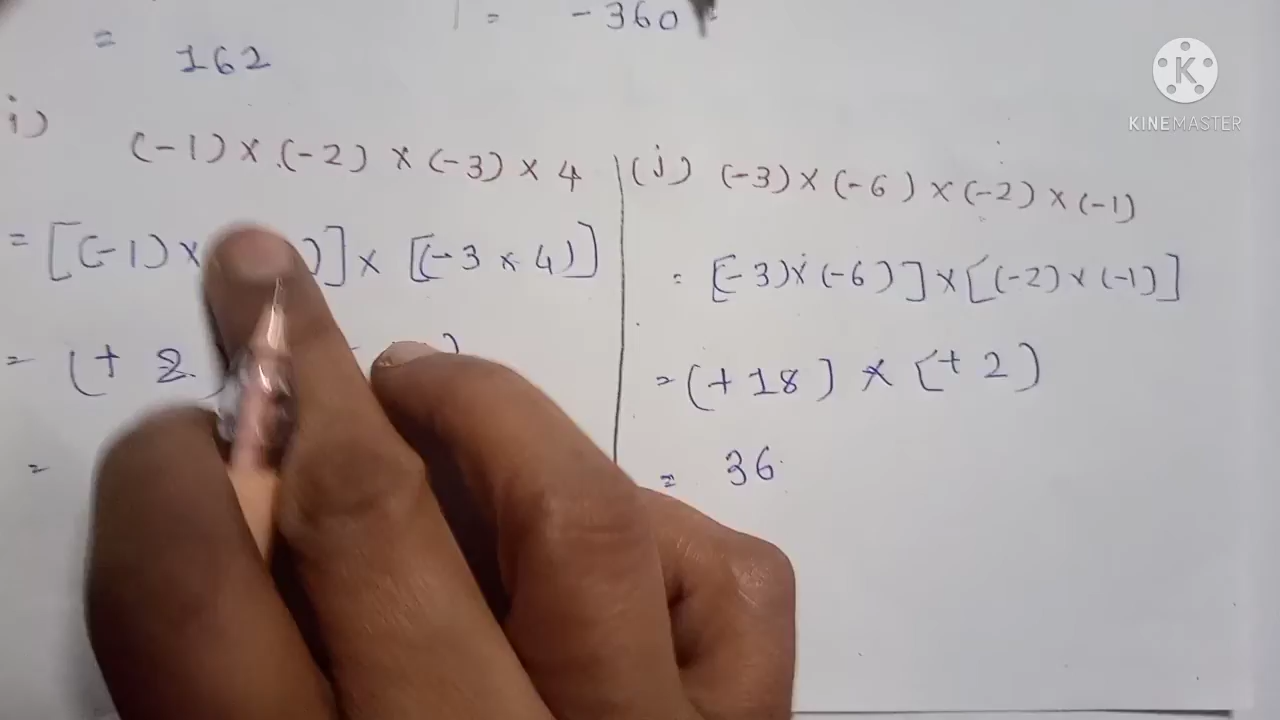 = 162
= -360
i) (-1) × (-2) × (-3) × 4
= [(-1) × )] × [(-3 × 4)]
= (+ 2 )
=
(j) (-3) × (-6) × (-2) × (-1)
= [-3) × (-6)] × [(-2) × (-1)]
= (+18) × (+2)
= 36
KINEMASTER